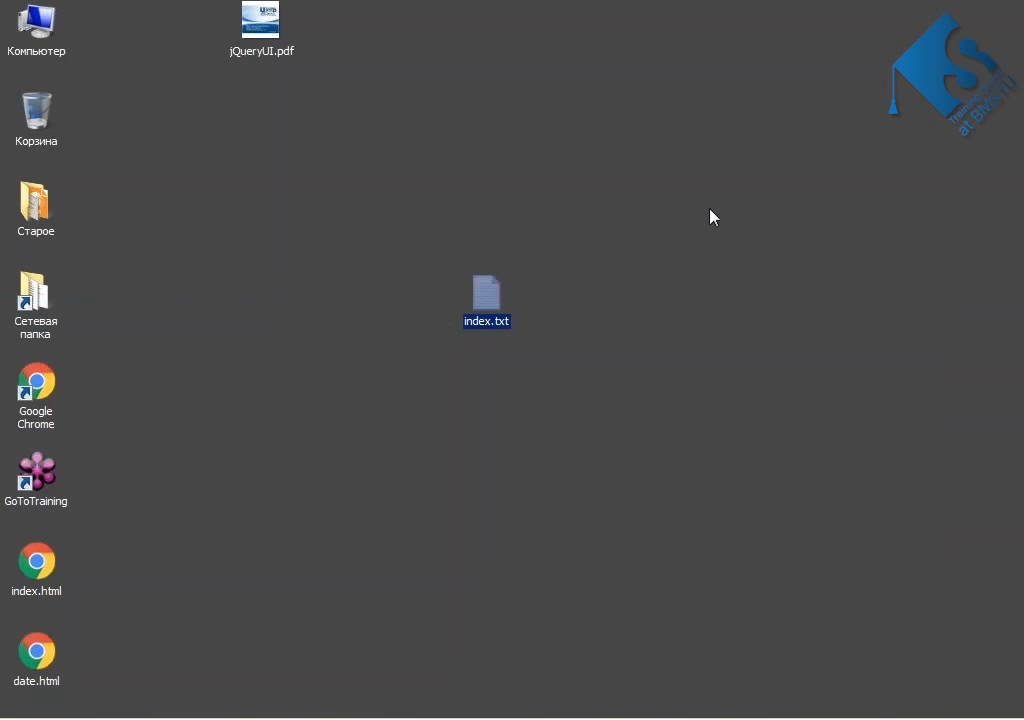 Компьютер
jQueryUI.pdf
Корзина
Старое
Сетевая
папка
index.txt
Google
Chrome
GoToTraining
index.html
date.html
at BMSTU